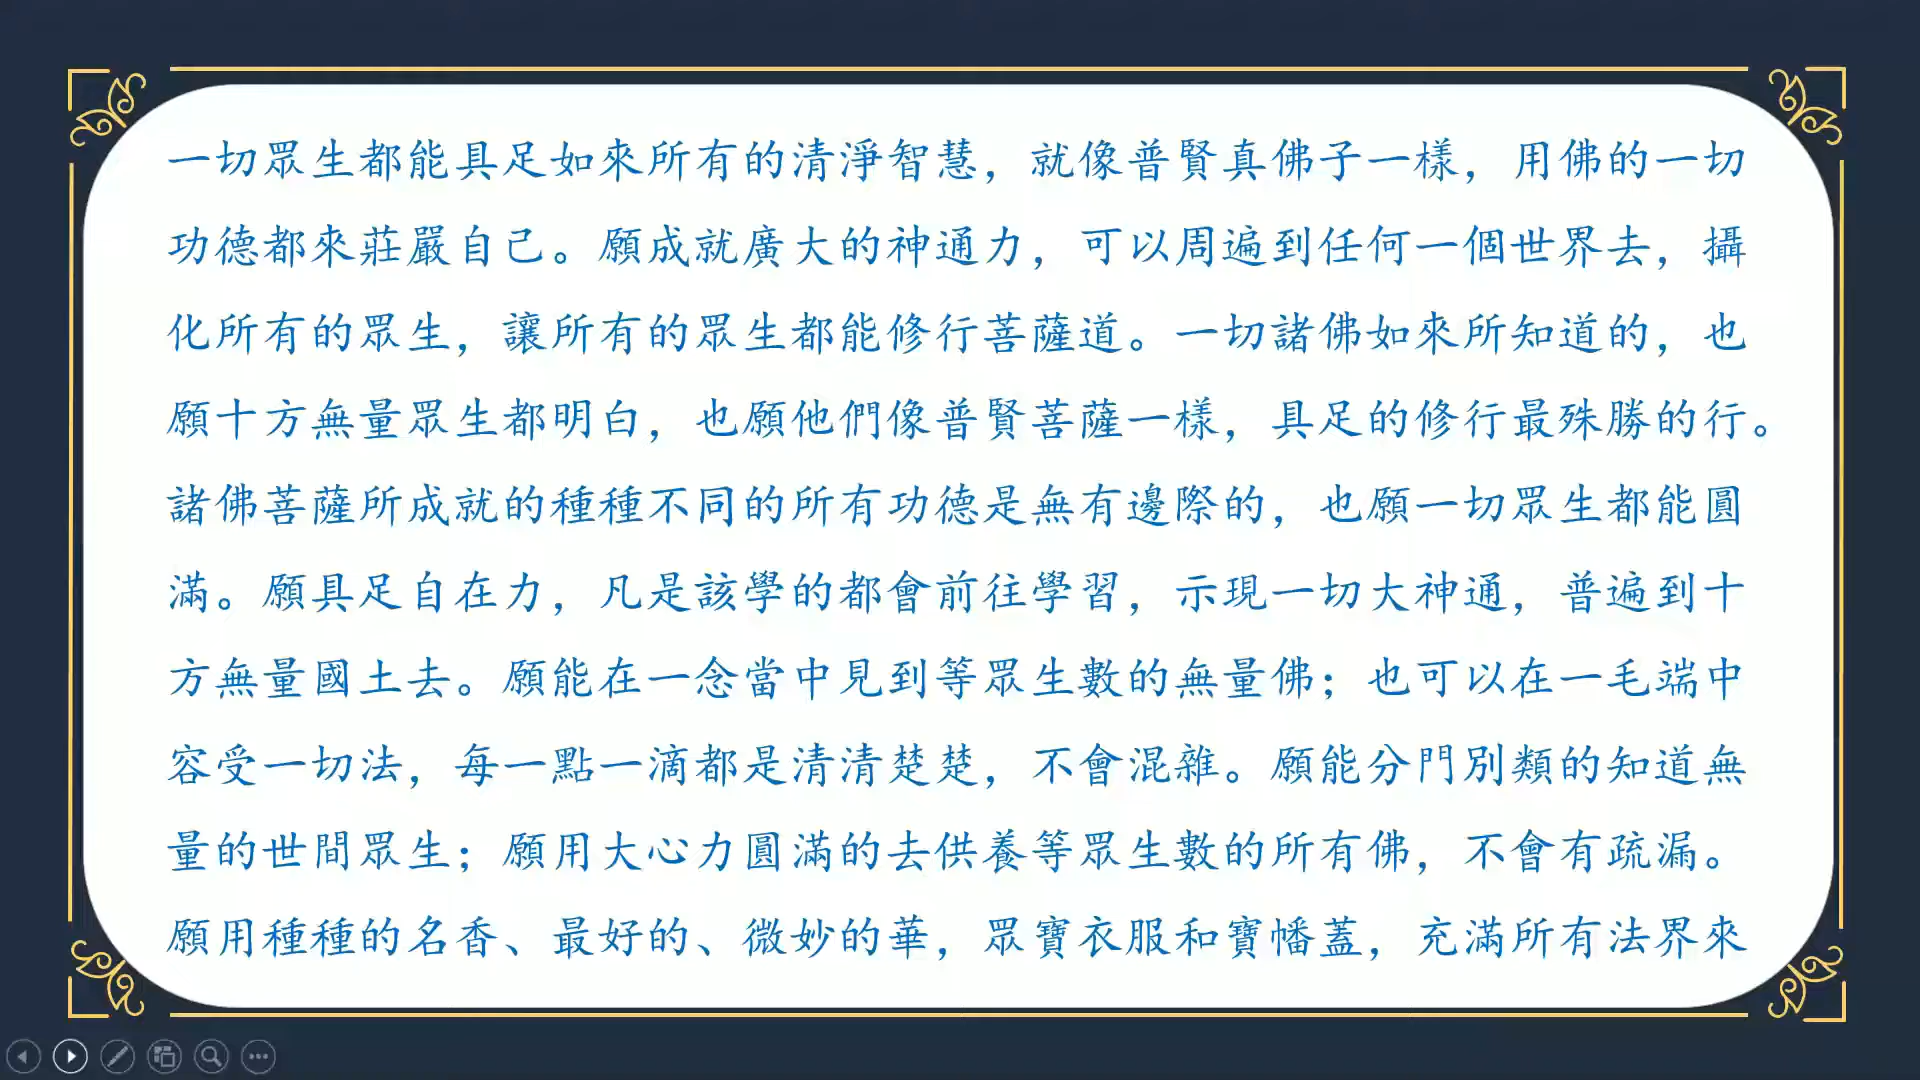 一切眾生都能具足如來所有的清淨智慧，就像普賢真佛子一樣，用佛的一切
功德都來莊嚴自己。願成就廣大的神通力，可以周遍到任何一個世界去，攝
化所有的眾生，讓所有的眾生都能修行菩薩道。一切諸佛如來所知道的，也
願十方無量眾生都明白，也願他們像普賢菩薩一樣，具足的修行最殊勝的行。
諸佛菩薩所成就的種種不同的所有功德是無有邊際的，也願一切眾生都能圓
滿。願具足自在力，凡是該學的都會前往學習，示現一切大神通，普遍到十
方無量國土去。願能在一念當中見到等眾生數的無量佛；也可以在一毛端中
容受一切法，每一點一滴都是清清楚楚，不會混雜。願能分門別類的知道無
量的世間眾生；願用大心力圓滿的去供養等眾生數的所有佛，不會有疏漏。
願用種種的名香、最好的、微妙的華，眾寶衣服和寶幡蓋，充滿所有法界來